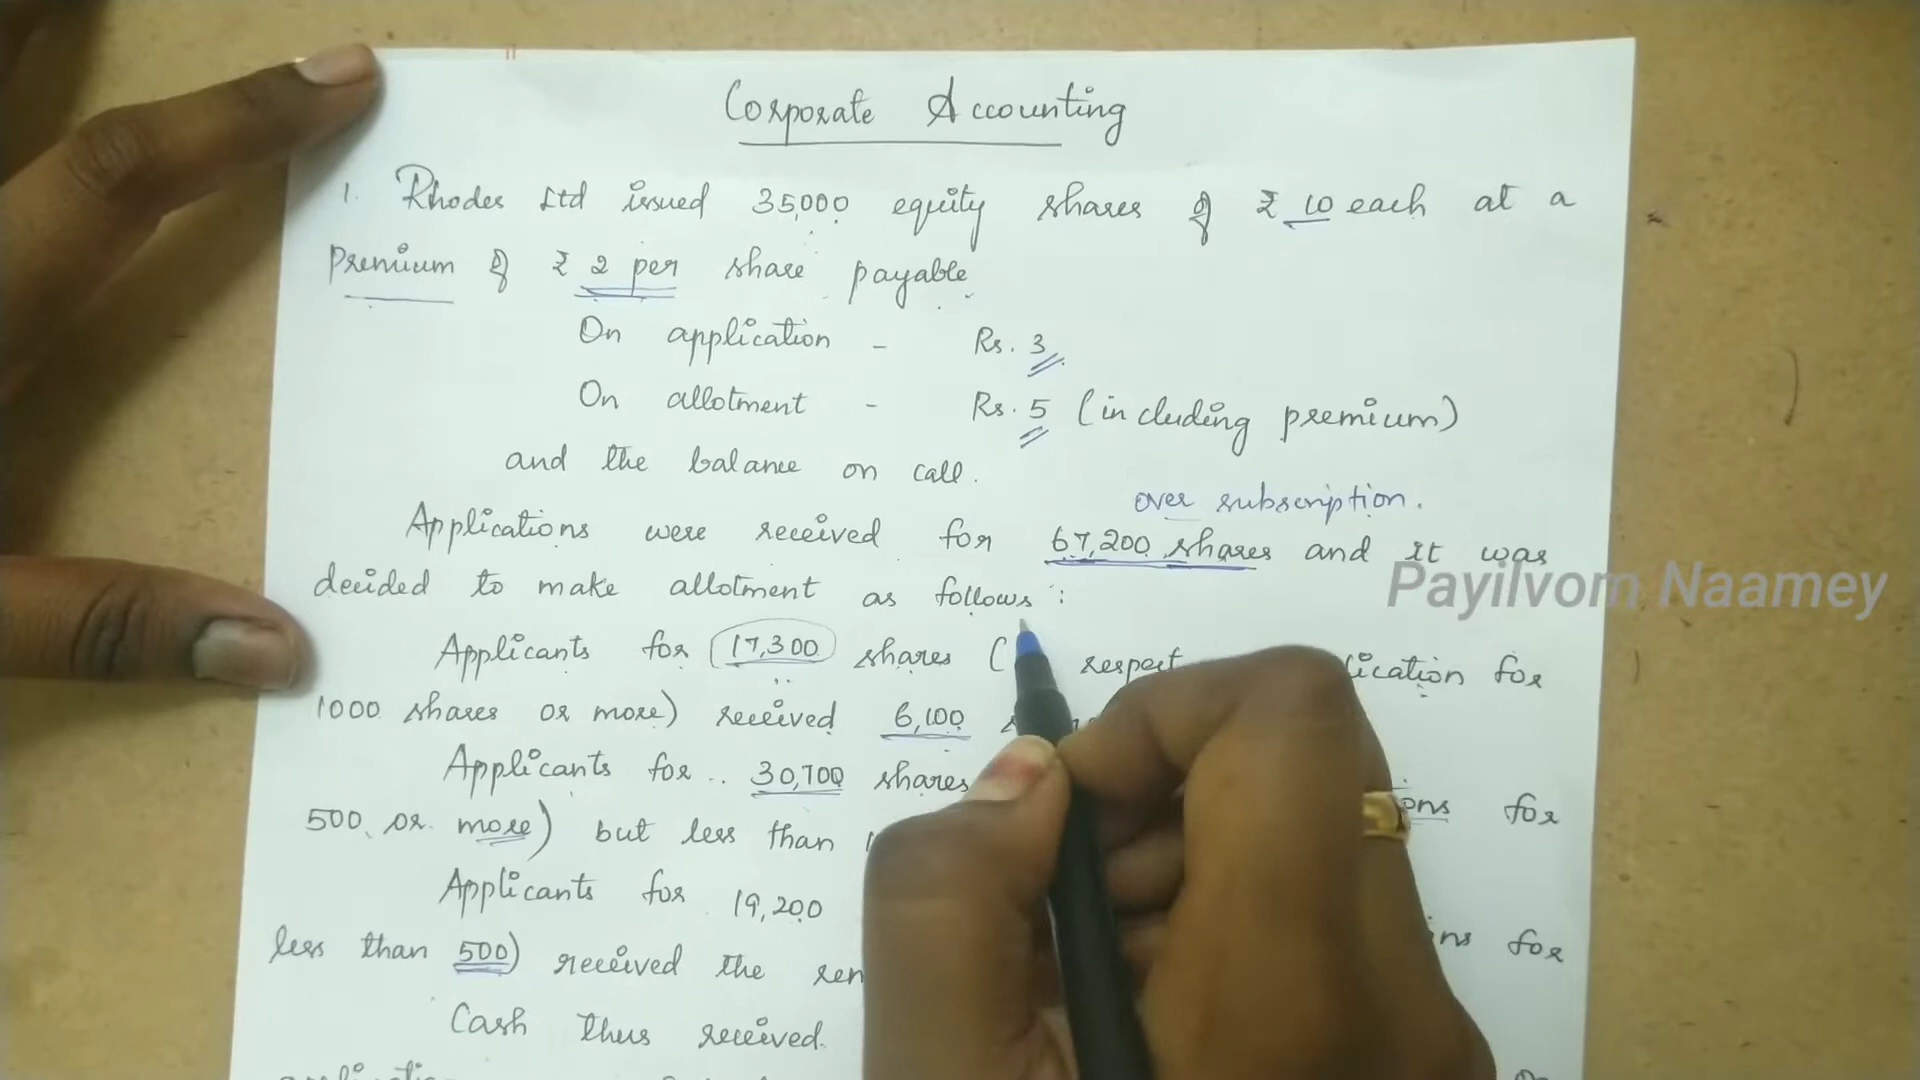 Corporate Accounting
1. Rhodes Ltd issued 35,000 equity shares of ₹ 10 each at a
Premium of ₹ 2 per share payable
On application - Rs. 3
On allotment - Rs. 5 (including premium)
and the balance on call.
over subscription.
Applications were received for 67,200 shares and it was
decided to make allotment as follows:
Payilvom Naamey
Applicants for 17,300 shares ( respect for
1000 shares or more) received 6,100
Applicants for .. 30,700 shares for
500 or more) but less than
Applicants for 19,200 for
less than 500) received the
Cash thus received.